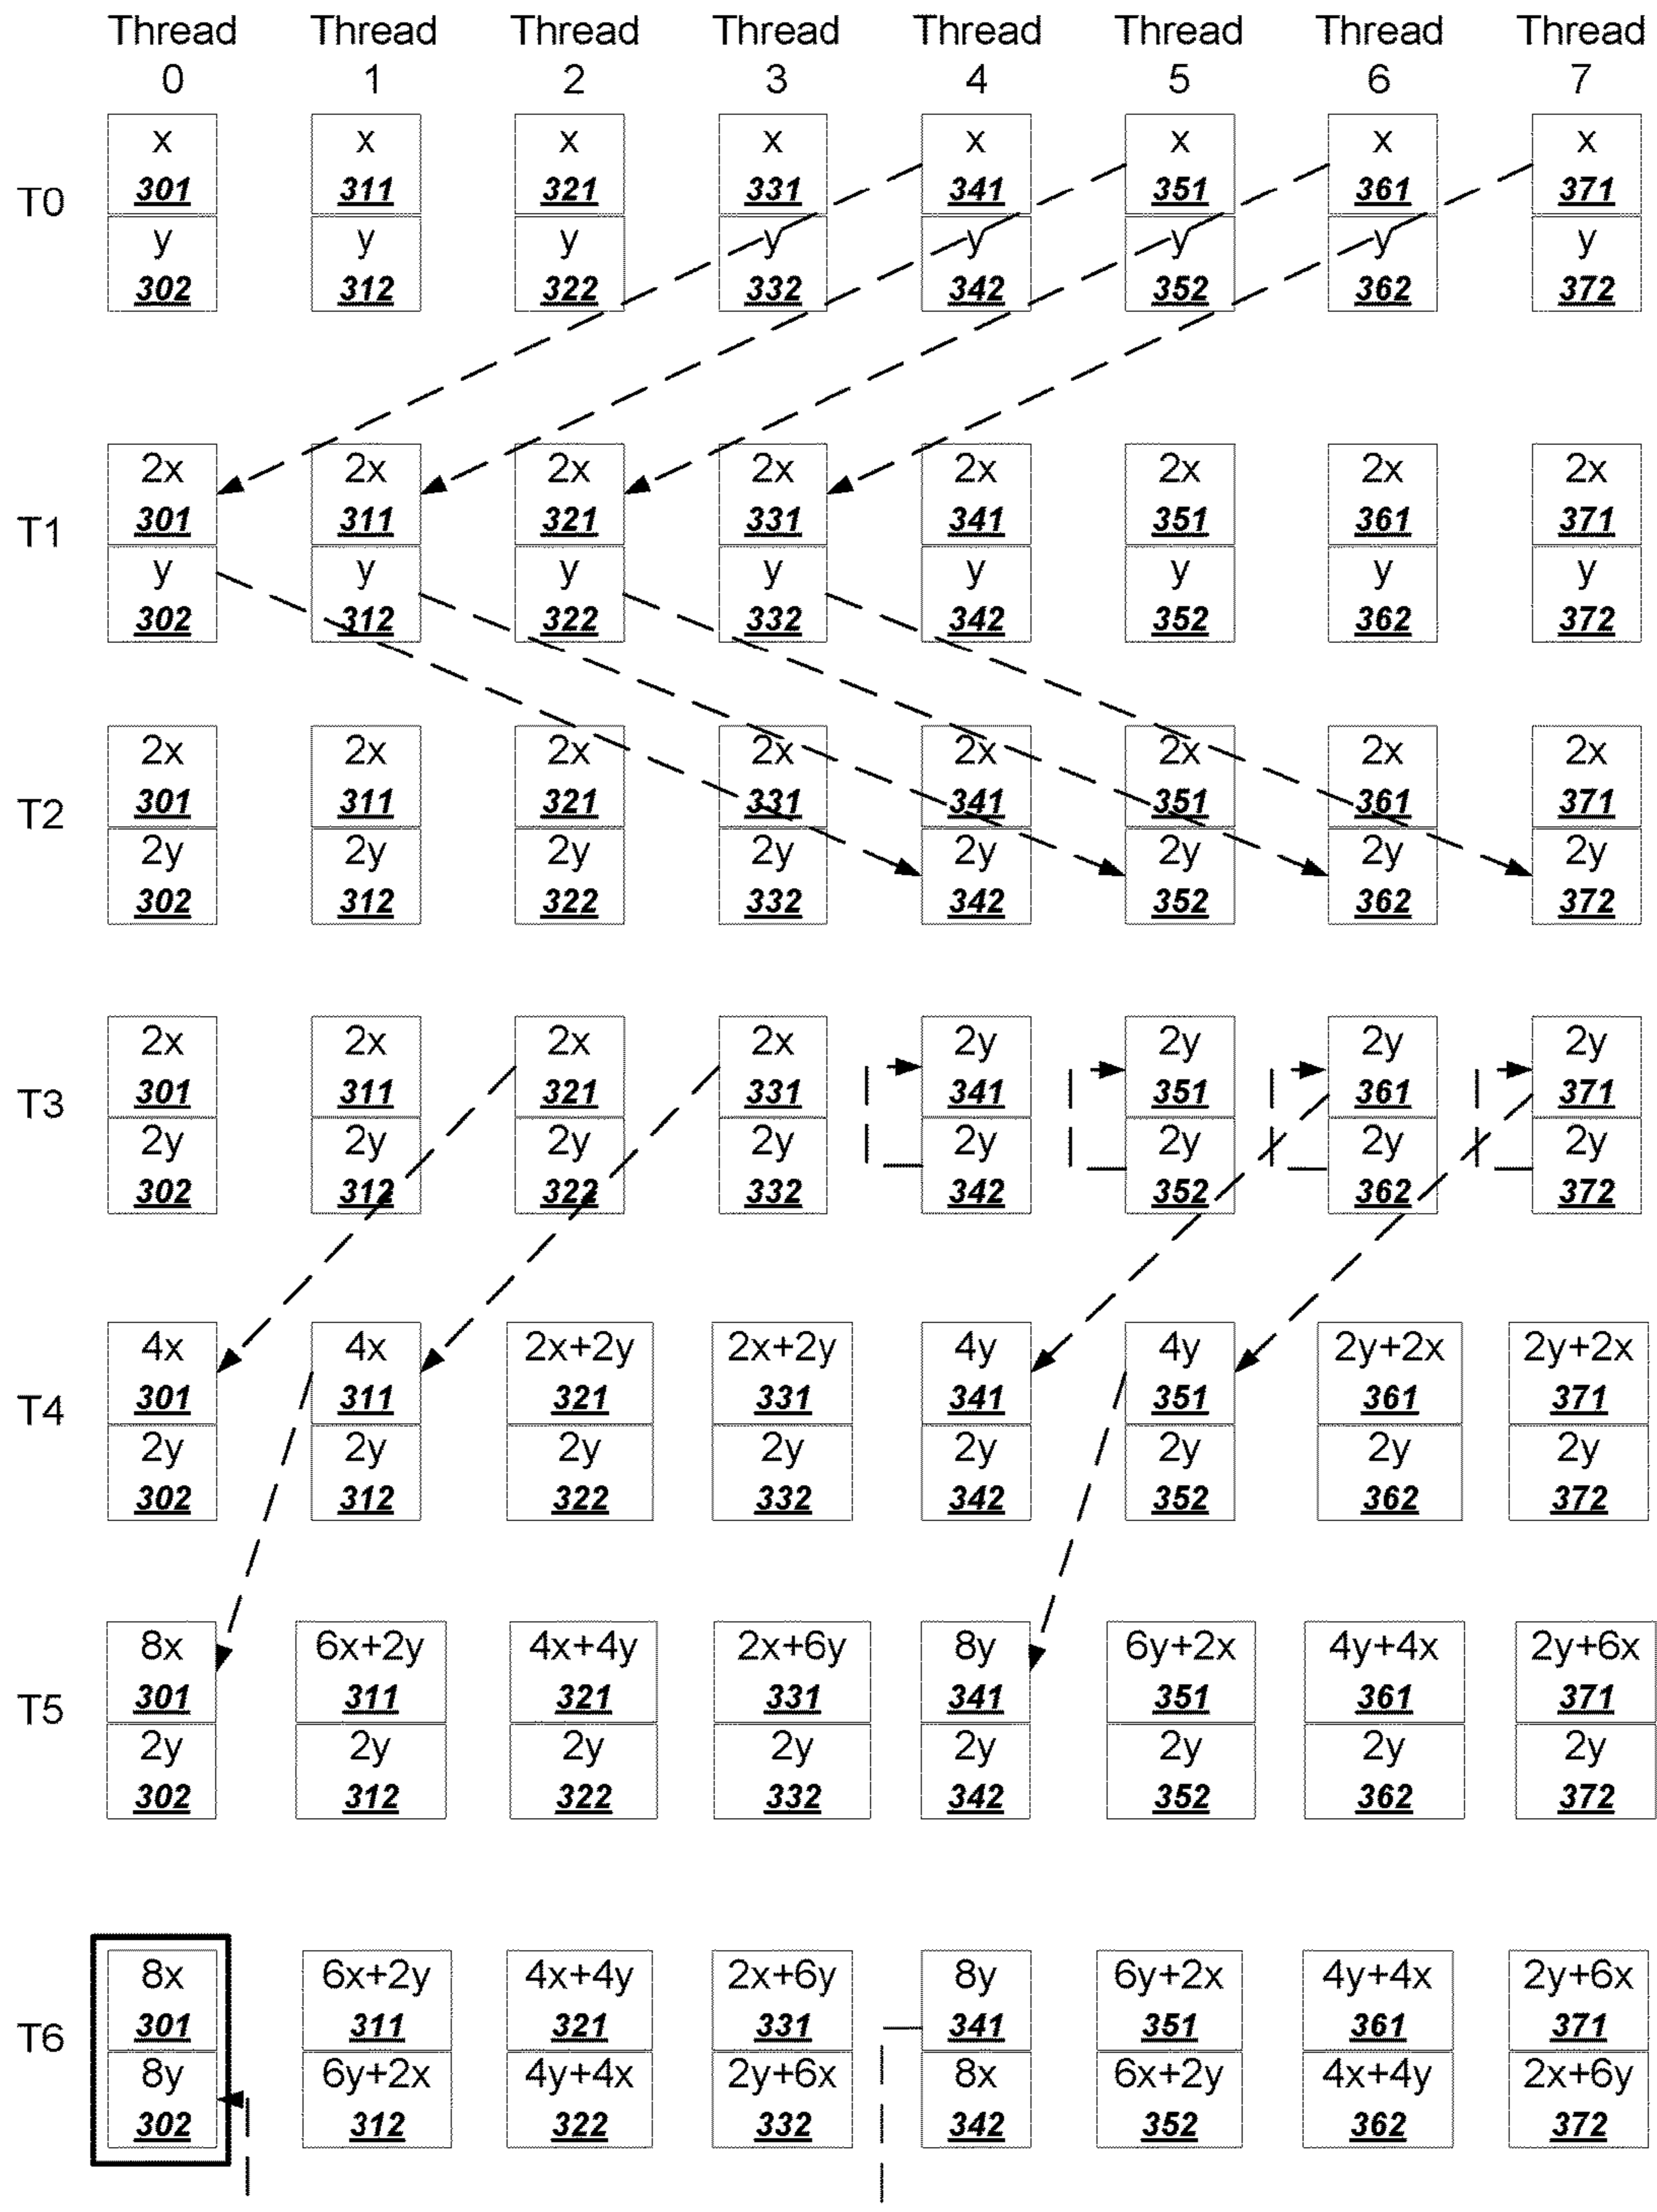 Thread Thread Thread Thread Thread Thread Thread Thread
0 1 2 3 4 5 6 7
x x x x x x x x
301 311 321 331 341 351 361 371
T0
y y y y y y y y
302 312 322 332 342 352 362 372
2x 2x 2x 2x 2x 2x 2x 2x
301 311 321 331 341 351 361 371
T1
y y y y y y y y
302 312 322 332 342 352 362 372
2x 2x 2x 2x 2x 2x 2x 2x
301 311 321 331 341 351 361 371
T2
2y 2y 2y 2y 2y 2y 2y 2y
302 312 322 332 342 352 362 372
2x 2x 2x 2x 2y 2y 2y 2y
301 311 321 331 341 351 361 371
T3
2y 2y 2y 2y 2y 2y 2y 2y
302 312 322 332 342 352 362 372
4x 4x 2x+2y 2x+2y 4y 4y 2y+2x 2y+2x
301 311 321 331 341 351 361 371
T4
2y 2y 2y 2y 2y 2y 2y 2y
302 312 322 332 342 352 362 372
8x 6x+2y 4x+4y 2x+6y 8y 6y+2x 4y+4x 2y+6x
301 311 321 331 341 351 361 371
T5
2y 2y 2y 2y 2y 2y 2y 2y
302 312 322 332 342 352 362 372
8x 6x+2y 4x+4y 2x+6y 8y 6y+2x 4y+4x 2y+6x
301 311 321 331 341 351 361 371
T6
8y 6y+2x 4y+4x 2y+6x 8x 6x+2y 4x+4y 2x+6y
302 312 322 332 342 352 362 372